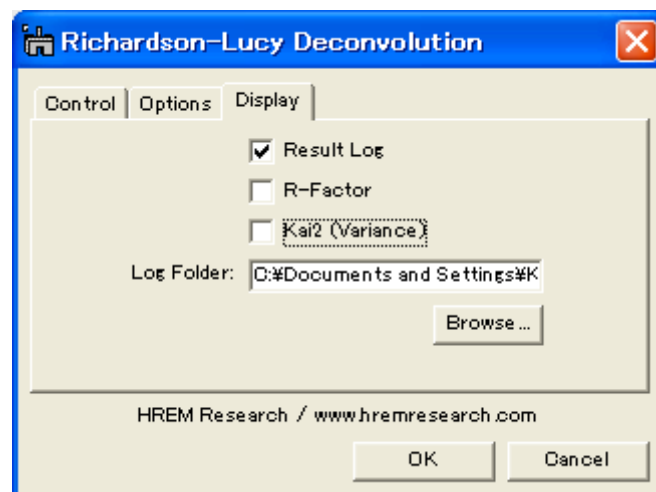 Richardson-Lucy Deconvolution
Control Options Display
Result Log
R-Factor
Kai2 (Variance)
Log Folder: C:¥Documents and Settings¥K
Browse...
HREM Research / www.hremresearch.com
OK Cancel